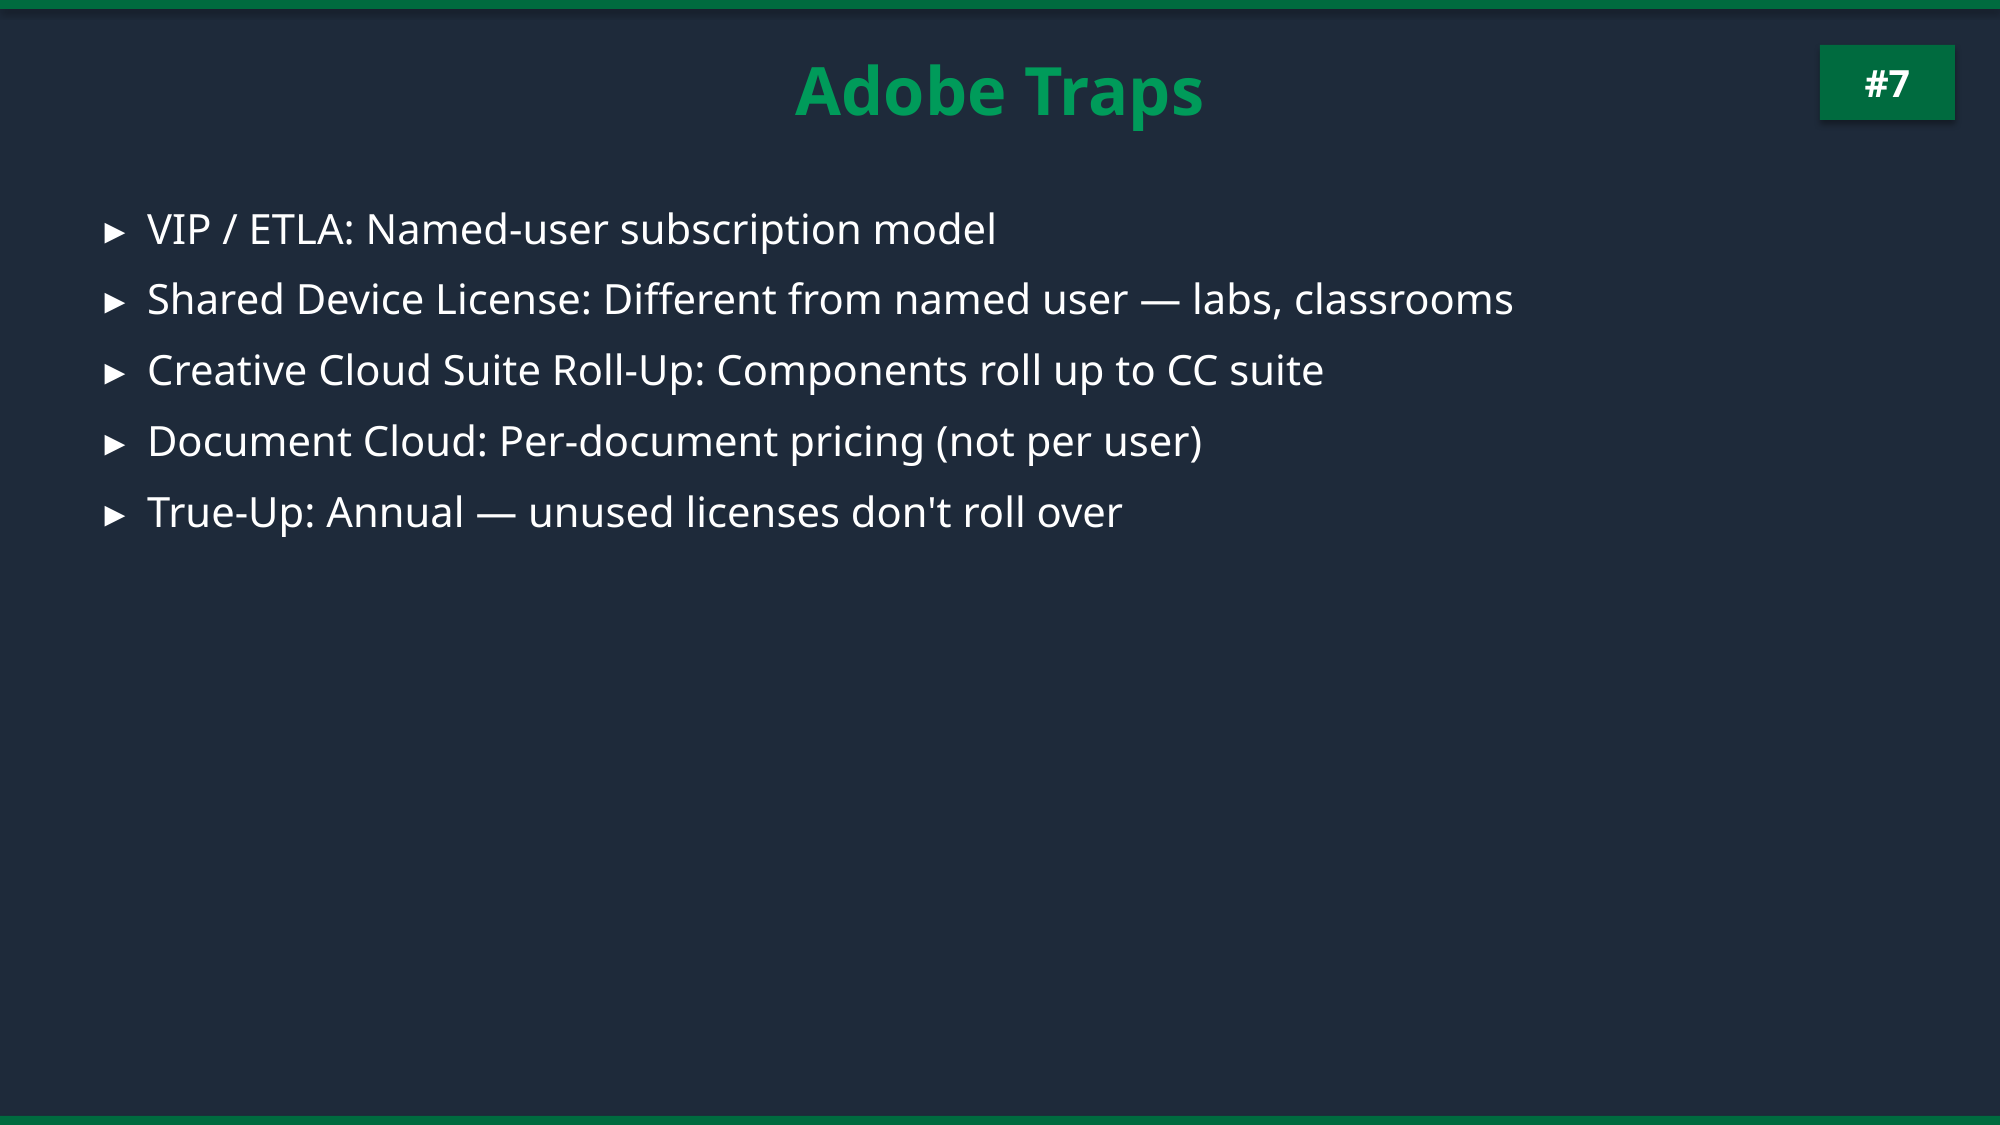 Adobe Traps
#7
▸ VIP / ETLA: Named-user subscription model
▸ Shared Device License: Different from named user — labs, classrooms
▸ Creative Cloud Suite Roll-Up: Components roll up to CC suite
▸ Document Cloud: Per-document pricing (not per user)
▸ True-Up: Annual — unused licenses don't roll over